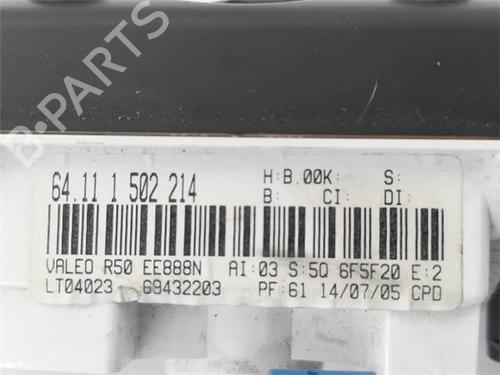 B-PARTS
64.11 1 502 214
H:B.00K: S:
B: CI: DI:
VALEO R50 EE888N AI:03 S:5Q 6F5F20 E:2
LT04023 69432203 PF:61 14/07/05 CPD